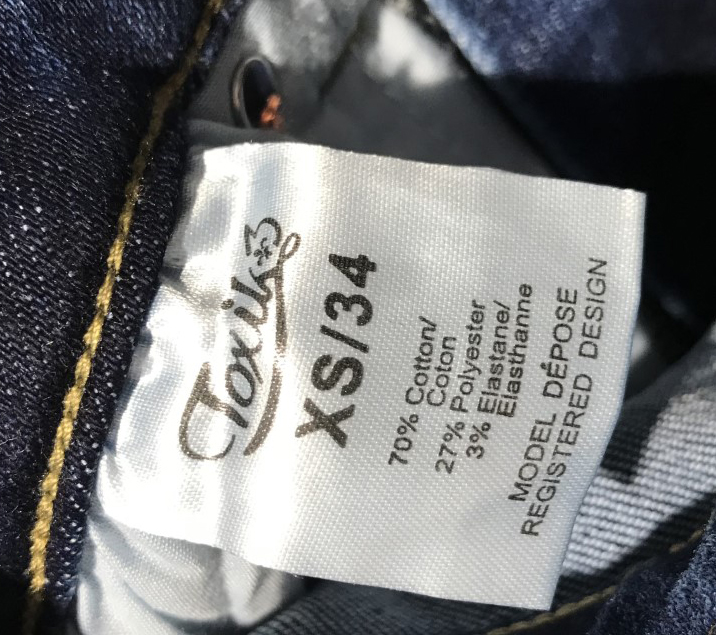 Toxik3
XS/34
70% Cotton/
Coton
27% Polyester
3% Elastane/
Elasthanne
MODEL DÉPOSE
REGISTERED DESIGN